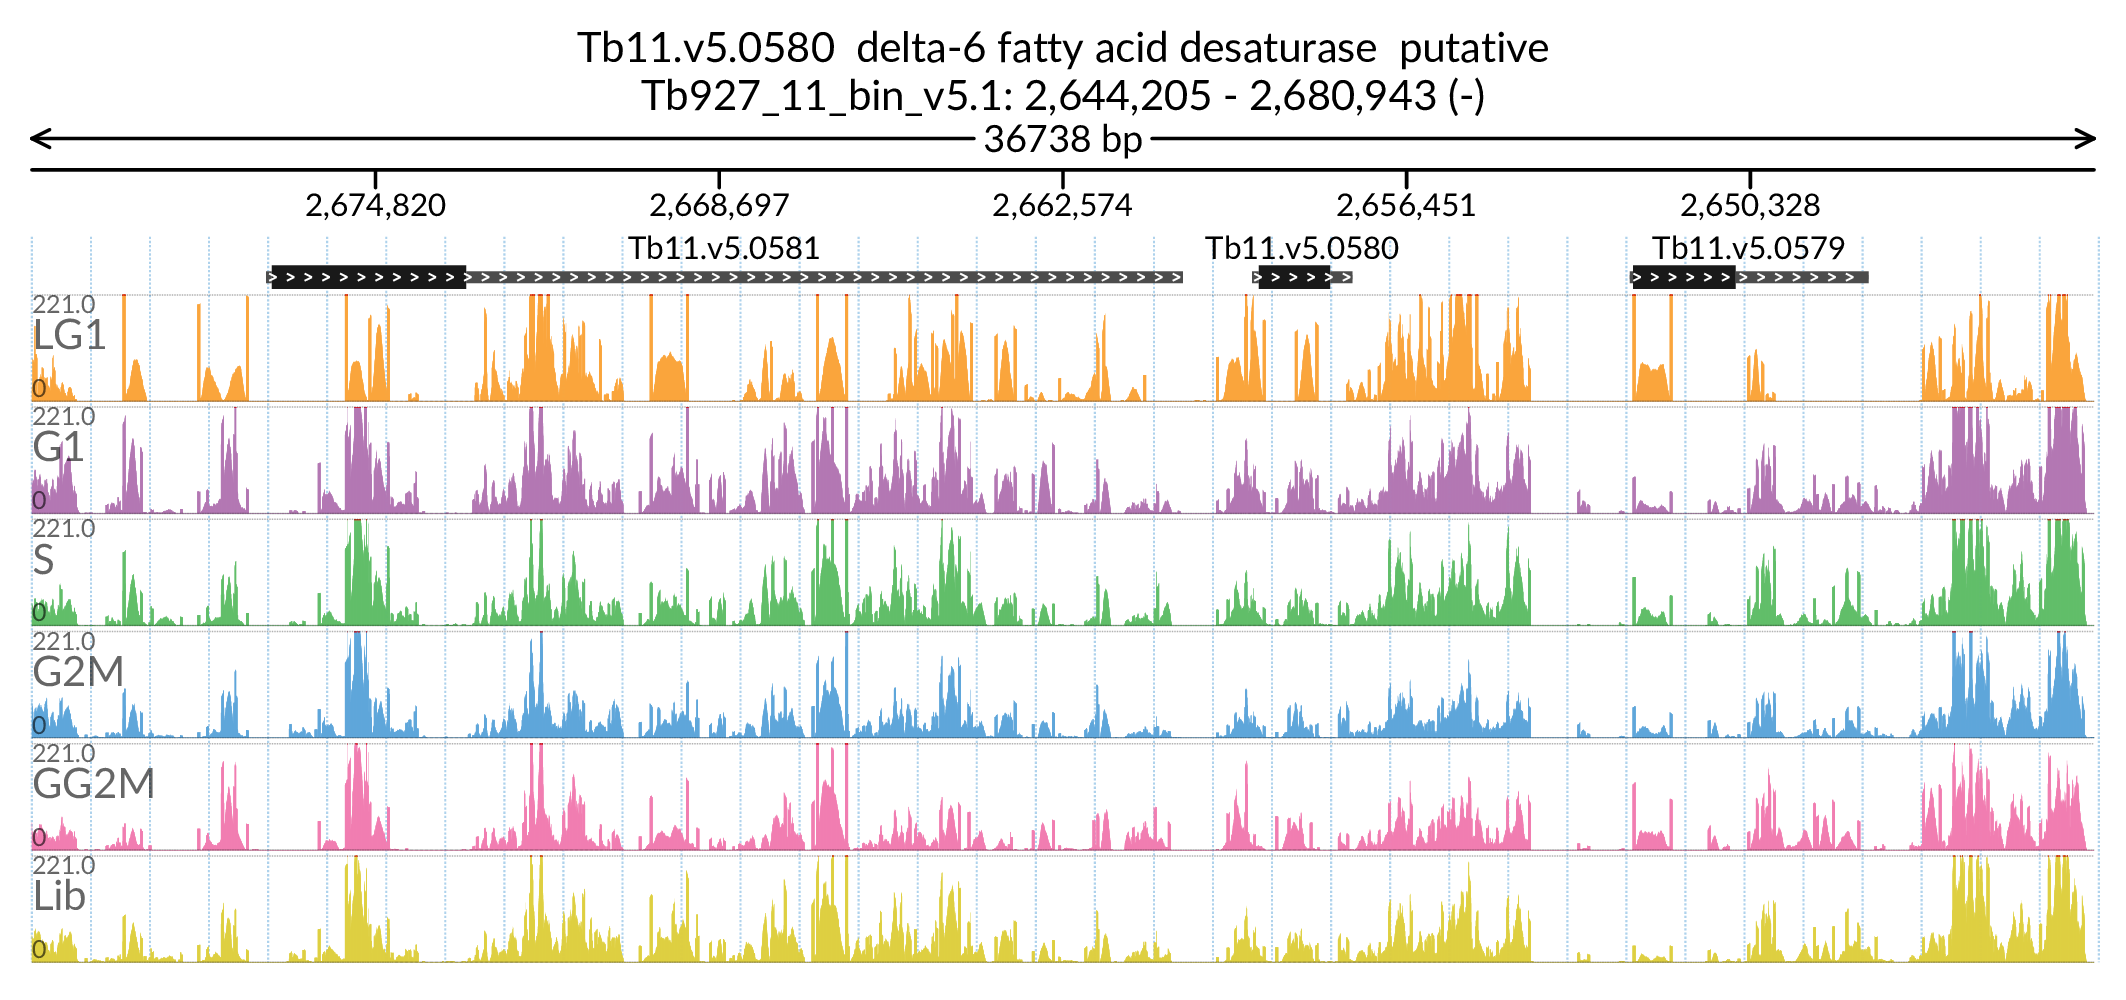 Tb11.v5.0580 delta-6 fatty acid desaturase putative
Tb927_11_bin_v5.1: 2,644,205 - 2,680,943 (-)
36738 bp
2,674,820 2,668,697 2,662,574 2,656,451 2,650,328
Tb11.v5.0581 Tb11.v5.0580 Tb11.v5.0579
221.0
LG1
0
221.0
G1
0
221.0
S
0
221.0
G2M
0
221.0
GG2M
0
221.0
Lib
0